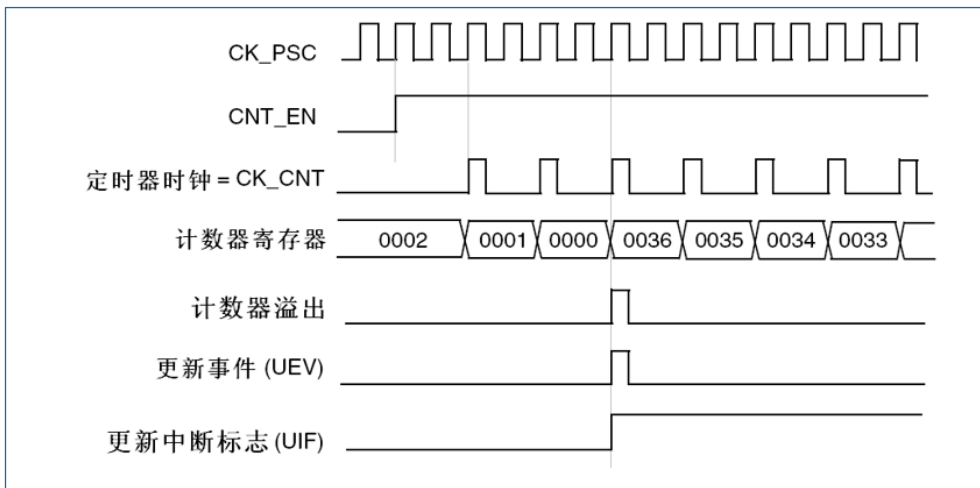 CK_PSC
CNT_EN
定时器时钟 = CK_CNT
计数器寄存器 0002 0001 0000 0036 0035 0034 0033
计数器溢出
更新事件 (UEV)
更新中断标志 (UIF)